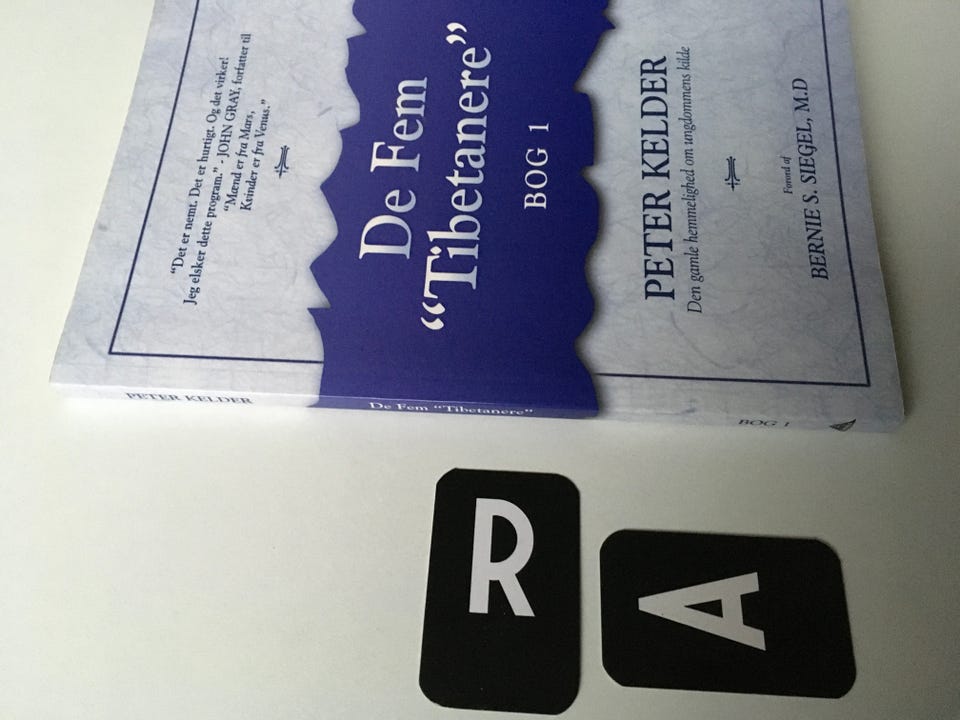 “Det er nemt. Det er hurtigt. Og det virker!
Jeg elsker dette program.” - JOHN GRAY, forfatter til
“Mænd er fra Mars,
Kvinder er fra Venus.”
De Fem
“Tibetanere”
BOG 1
PETER KELDER
Den gamle hemmelighed om ungdommens kilde
Forord af
BERNIE S. SIEGEL, M.D
PETER KELDER
De Fem “Tibetanere”
BOG 1
R
A